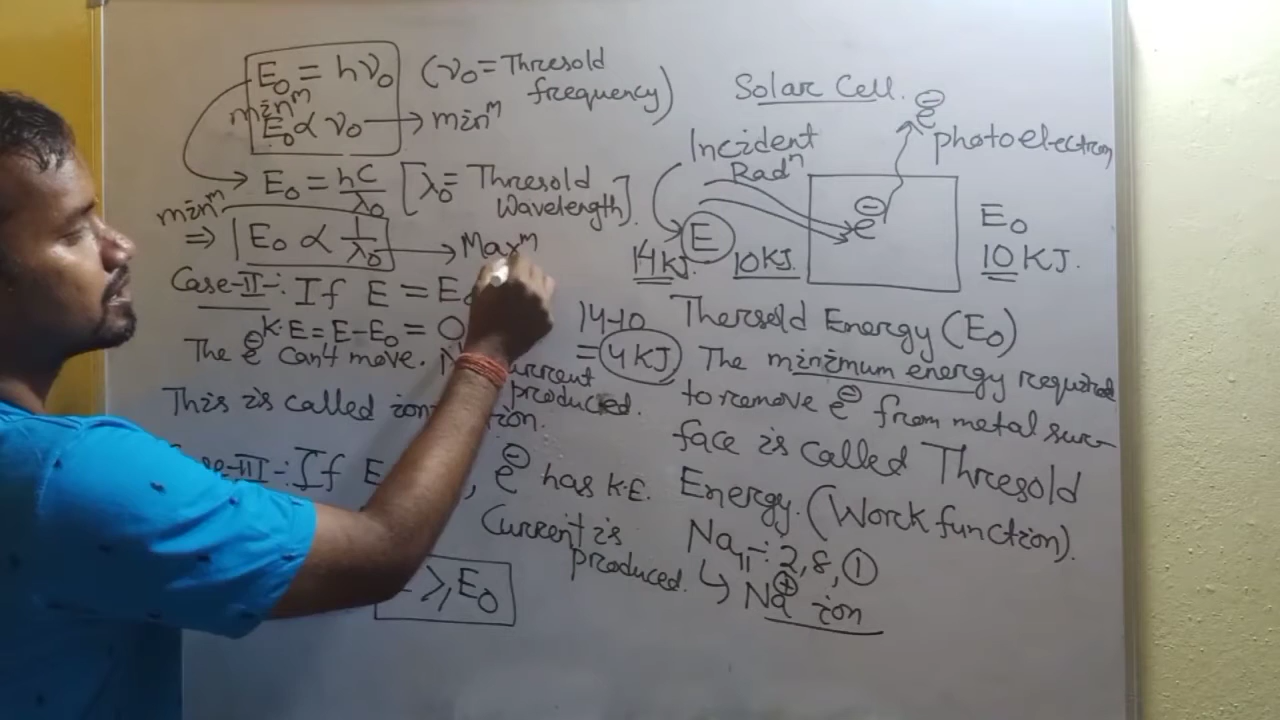 E₀ = hν₀ (ν₀ = Thresold frequency)
minᵐ
E₀ ∝ ν₀ → minᵐ
E₀ = hC/λ₀ [λ₀ = Thresold Wavelength].
minᵐ
⇒ E₀ ∝ 1/λ₀ → Maxᵐ
Case-II-: If E = E₀
K.E = E-E₀ = 0
The e⊖ can't move. current produced.
This is called
If E , e⊖ has K.E.
Current is produced.
⩾ E₀
Solar Cell.
e⊖
photoelectron
Incident Radⁿ
E
14 KJ. 10 KJ.
e⊖
E₀
10 KJ.
14-10
= 4 KJ
Thersold Energy (E₀)
The minimum energy required
to remove e⊖ from metal sur-
face is called Thresold
Energy. (Work function).
Na₁₁-: 2, 8, 1
↳ Na⊕ ion